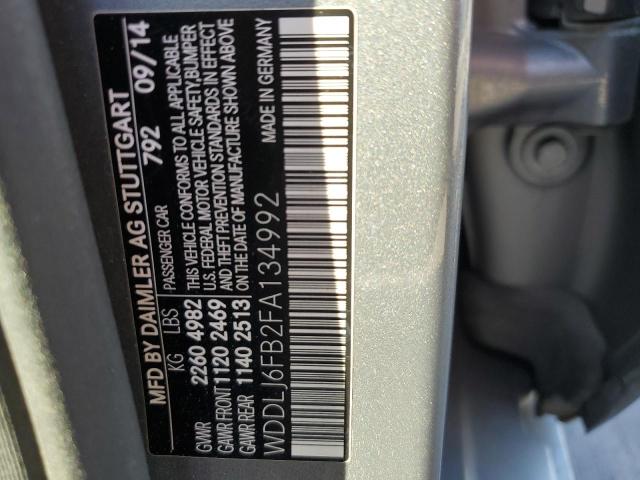 MFD BY DAIMLER AG STUTTGART
792 09/14
KG LBS PASSENGER CAR
GVWR 2260 4982 THIS VEHICLE CONFORMS TO ALL APPLICABLE
U.S. FEDERAL MOTOR VEHICLE SAFETY,BUMPER
GAWR FRONT 1120 2469 AND THEFT PREVENTION STANDARDS IN EFFECT
GAWR REAR 1140 2513 ON THE DATE OF MANUFACTURE SHOWN ABOVE
WDDLJ6FB2FA134992 MADE IN GERMANY